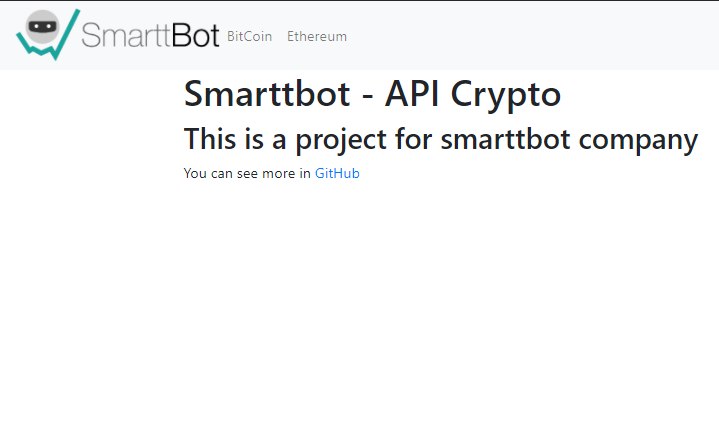 SmarttBot BitCoin Ethereum
Smarttbot - API Crypto
This is a project for smarttbot company
You can see more in GitHub